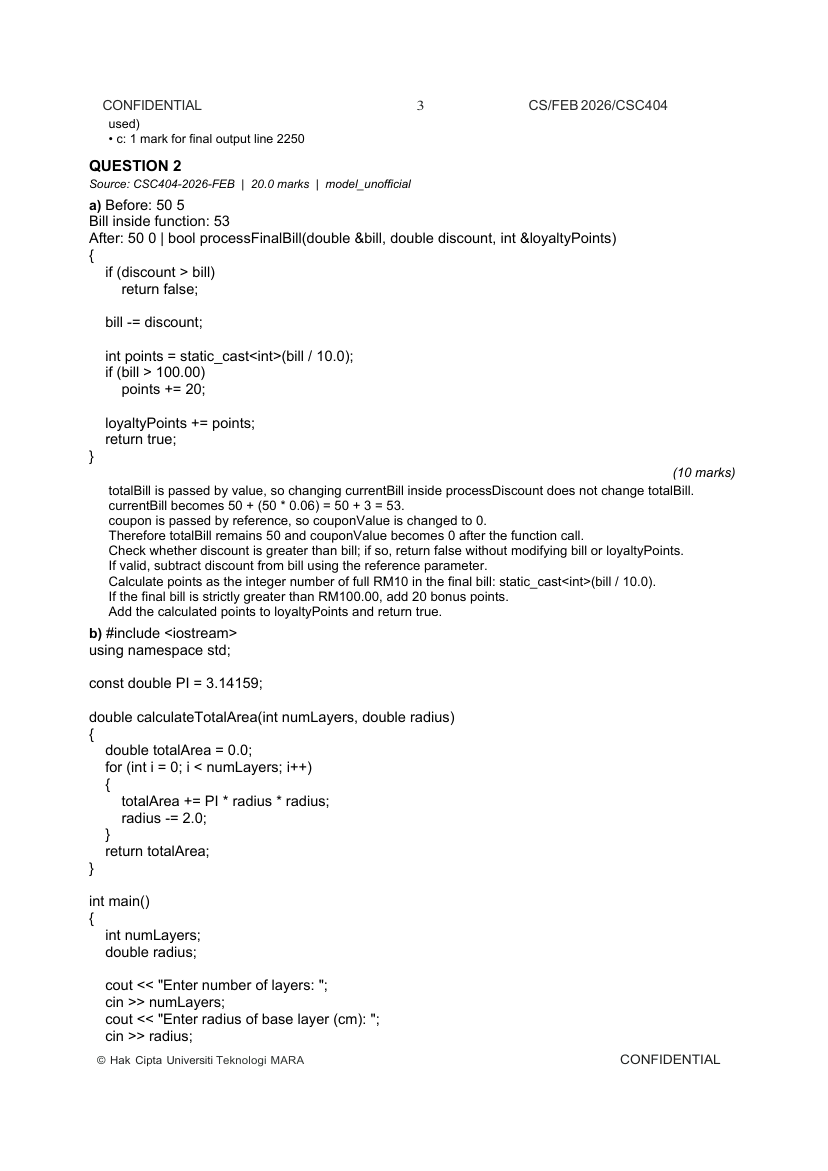 CONFIDENTIAL 3 CS/FEB 2026/CSC404
used)
• c: 1 mark for final output line 2250
QUESTION 2
Source: CSC404-2026-FEB | 20.0 marks | model_unofficial
a) Before: 50 5
Bill inside function: 53
After: 50 0 | bool processFinalBill(double &bill, double discount, int &loyaltyPoints)
{
    if (discount > bill)
        return false;

    bill -= discount;

    int points = static_cast<int>(bill / 10.0);
    if (bill > 100.00)
        points += 20;

    loyaltyPoints += points;
    return true;
}
(10 marks)
totalBill is passed by value, so changing currentBill inside processDiscount does not change totalBill.
currentBill becomes 50 + (50 * 0.06) = 50 + 3 = 53.
coupon is passed by reference, so couponValue is changed to 0.
Therefore totalBill remains 50 and couponValue becomes 0 after the function call.
Check whether discount is greater than bill; if so, return false without modifying bill or loyaltyPoints.
If valid, subtract discount from bill using the reference parameter.
Calculate points as the integer number of full RM10 in the final bill: static_cast<int>(bill / 10.0).
If the final bill is strictly greater than RM100.00, add 20 bonus points.
Add the calculated points to loyaltyPoints and return true.
b) #include <iostream>
using namespace std;

const double PI = 3.14159;

double calculateTotalArea(int numLayers, double radius)
{
    double totalArea = 0.0;
    for (int i = 0; i < numLayers; i++)
    {
        totalArea += PI * radius * radius;
        radius -= 2.0;
    }
    return totalArea;
}

int main()
{
    int numLayers;
    double radius;

    cout << "Enter number of layers: ";
    cin >> numLayers;
    cout << "Enter radius of base layer (cm): ";
    cin >> radius;
© Hak Cipta Universiti Teknologi MARA CONFIDENTIAL